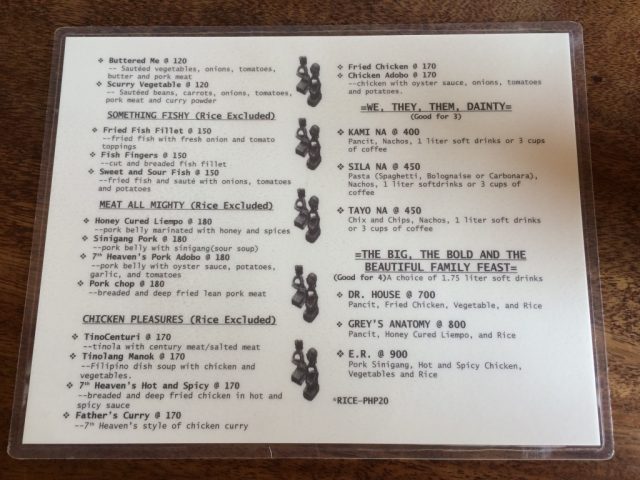 ❖ Buttered Me @ 120
-- Sautéed vegetables, onions, tomatoes,
butter and pork meat
❖ Scurry Vegetable @ 120
-- Sautéed beans, carrots, onions, tomatoes,
pork meat and curry powder
SOMETHING FISHY (Rice Excluded)
❖ Fried Fish Fillet @ 150
--fried fish with fresh onion and tomato
toppings
❖ Fish Fingers @ 150
--cut and breaded fish fillet
❖ Sweet and Sour Fish @ 150
--fried fish and sauté with onions, tomatoes
and potatoes
MEAT ALL MIGHTY (Rice Excluded)
❖ Honey Cured Liempo @ 180
--pork belly marinated with honey and spices
❖ Sinigang Pork @ 180
--pork belly with sinigang(sour soup)
❖ 7th Heaven's Pork Adobo @ 180
--pork belly with oyster sauce, potatoes,
garlic, and tomatoes
❖ Pork chop @ 180
--breaded and deep fried lean pork meat
CHICKEN PLEASURES (Rice Excluded)
❖ TinoCenturi @ 170
--tinola with century meat/salted meat
❖ Tinolang Manok @ 170
--Filipino dish soup with chicken and
vegetables.
❖ 7th Heaven's Hot and Spicy @ 170
--breaded and deep fried chicken in hot and
spicy sauce
❖ Father's Curry @ 170
--7th Heaven's style of chicken curry
❖ Fried Chicken @ 170
❖ Chicken Adobo @ 170
--chicken with oyster sauce, onions, tomatoes
and potatoes.
=WE, THEY, THEM, DAINTY=
(Good for 3)
❖ KAMI NA @ 400
Pancit, Nachos, 1 liter soft drinks or 3 cups
of coffee
❖ SILA NA @ 450
Pasta (Spaghetti, Bolognaise or Carbonara),
Nachos, 1 liter softdrinks or 3 cups of
coffee
❖ TAYO NA @ 450
Chix and Chips, Nachos, 1 liter soft drinks
or 3 cups of coffee
=THE BIG, THE BOLD AND THE
BEAUTIFUL FAMILY FEAST=
(Good for 4)A choice of 1.75 liter soft drinks
❖ DR. HOUSE @ 700
Pancit, Fried Chicken, Vegetable, and Rice
❖ GREY'S ANATOMY @ 800
Pancit, Honey Cured Liempo, and Rice
❖ E.R. @ 900
Pork Sinigang, Hot and Spicy Chicken,
Vegetables and Rice
*RICE-PHP20